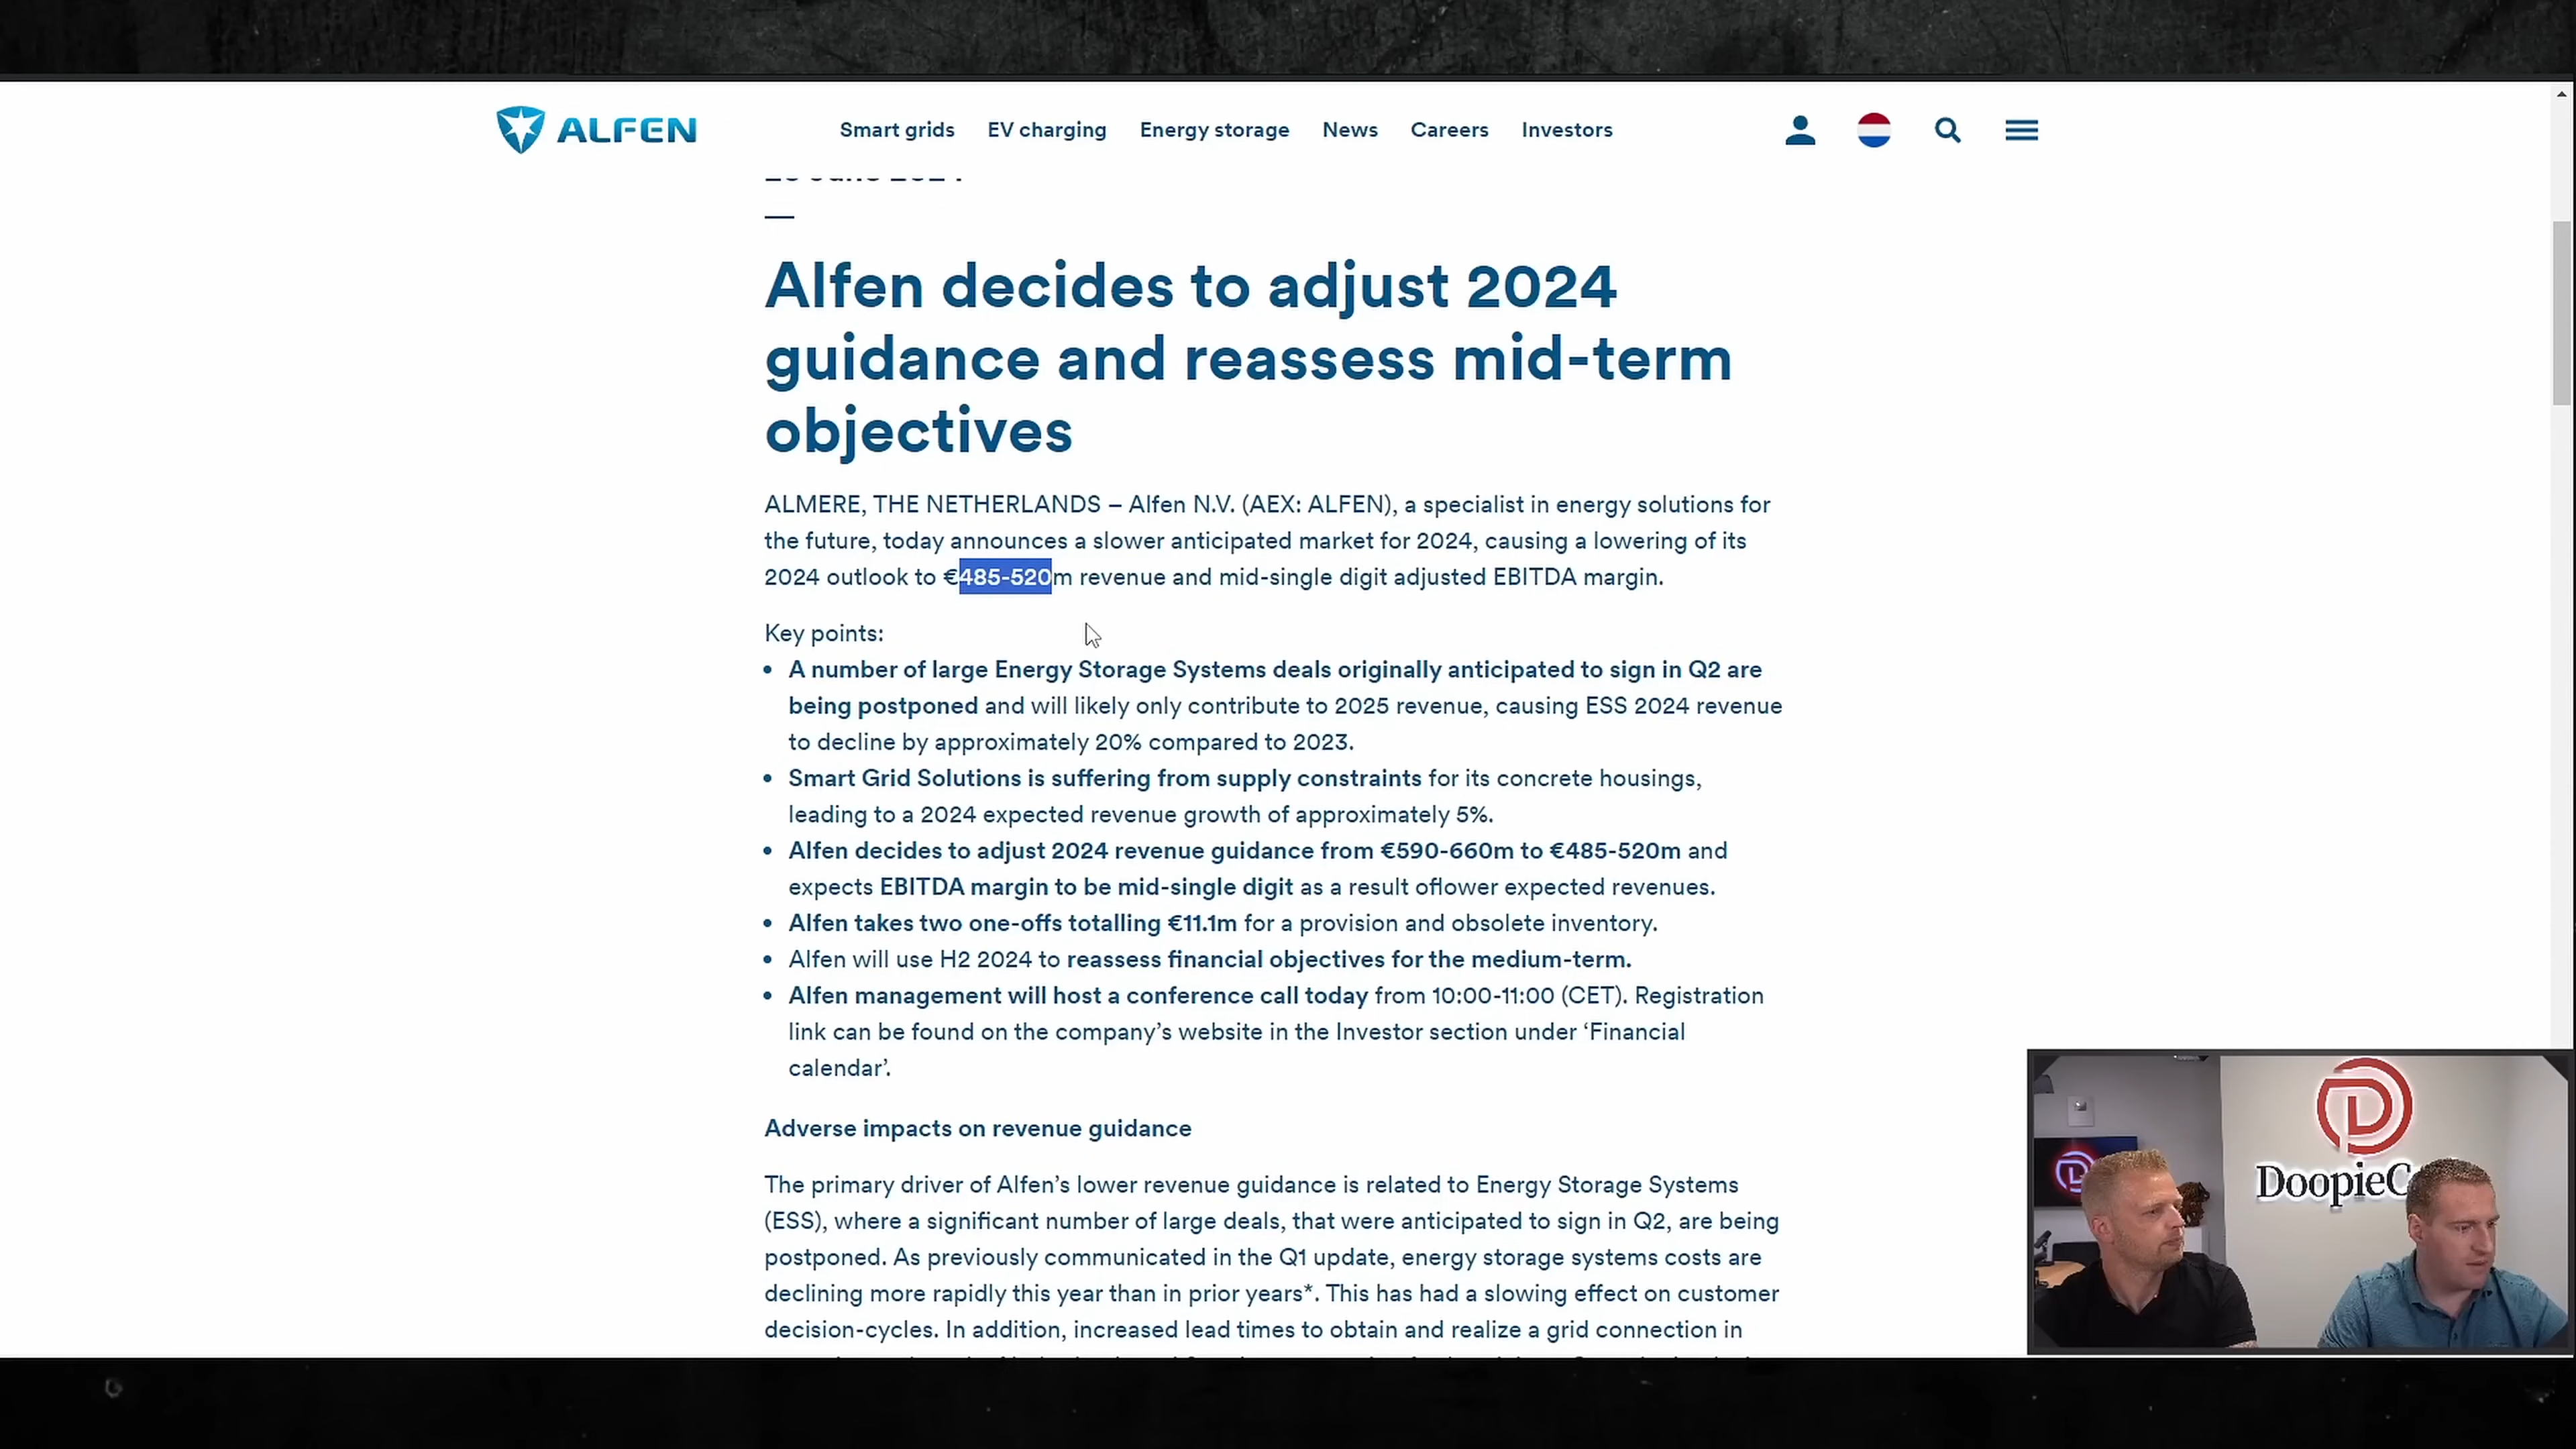 ALFEN
Smart grids EV charging Energy storage News Careers Investors
Alfen decides to adjust 2024
guidance and reassess mid-term
objectives
ALMERE, THE NETHERLANDS – Alfen N.V. (AEX: ALFEN), a specialist in energy solutions for
the future, today announces a slower anticipated market for 2024, causing a lowering of its
2024 outlook to €485-520m revenue and mid-single digit adjusted EBITDA margin.
Key points:
• A number of large Energy Storage Systems deals originally anticipated to sign in Q2 are
being postponed and will likely only contribute to 2025 revenue, causing ESS 2024 revenue
to decline by approximately 20% compared to 2023.
• Smart Grid Solutions is suffering from supply constraints for its concrete housings,
leading to a 2024 expected revenue growth of approximately 5%.
• Alfen decides to adjust 2024 revenue guidance from €590-660m to €485-520m and
expects EBITDA margin to be mid-single digit as a result oflower expected revenues.
• Alfen takes two one-offs totalling €11.1m for a provision and obsolete inventory.
• Alfen will use H2 2024 to reassess financial objectives for the medium-term.
• Alfen management will host a conference call today from 10:00-11:00 (CET). Registration
link can be found on the company’s website in the Investor section under ‘Financial
calendar’.
Adverse impacts on revenue guidance
The primary driver of Alfen’s lower revenue guidance is related to Energy Storage Systems
(ESS), where a significant number of large deals, that were anticipated to sign in Q2, are being
postponed. As previously communicated in the Q1 update, energy storage systems costs are
declining more rapidly this year than in prior years*. This has had a slowing effect on customer
decision-cycles. In addition, increased lead times to obtain and realize a grid connection in
DoopieC